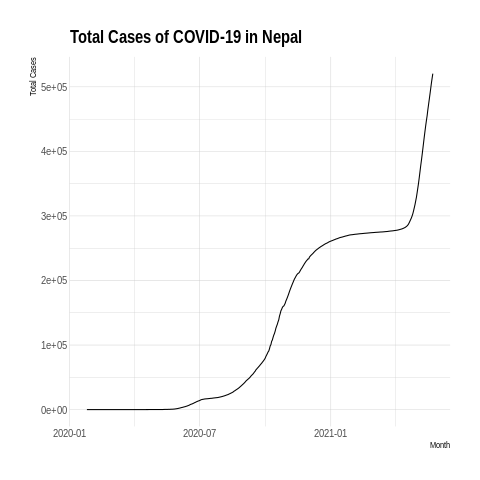 Total Cases of COVID-19 in Nepal
Total Cases
5e+05
4e+05
3e+05
2e+05
1e+05
0e+00
2020-01 2020-07 2021-01
Month